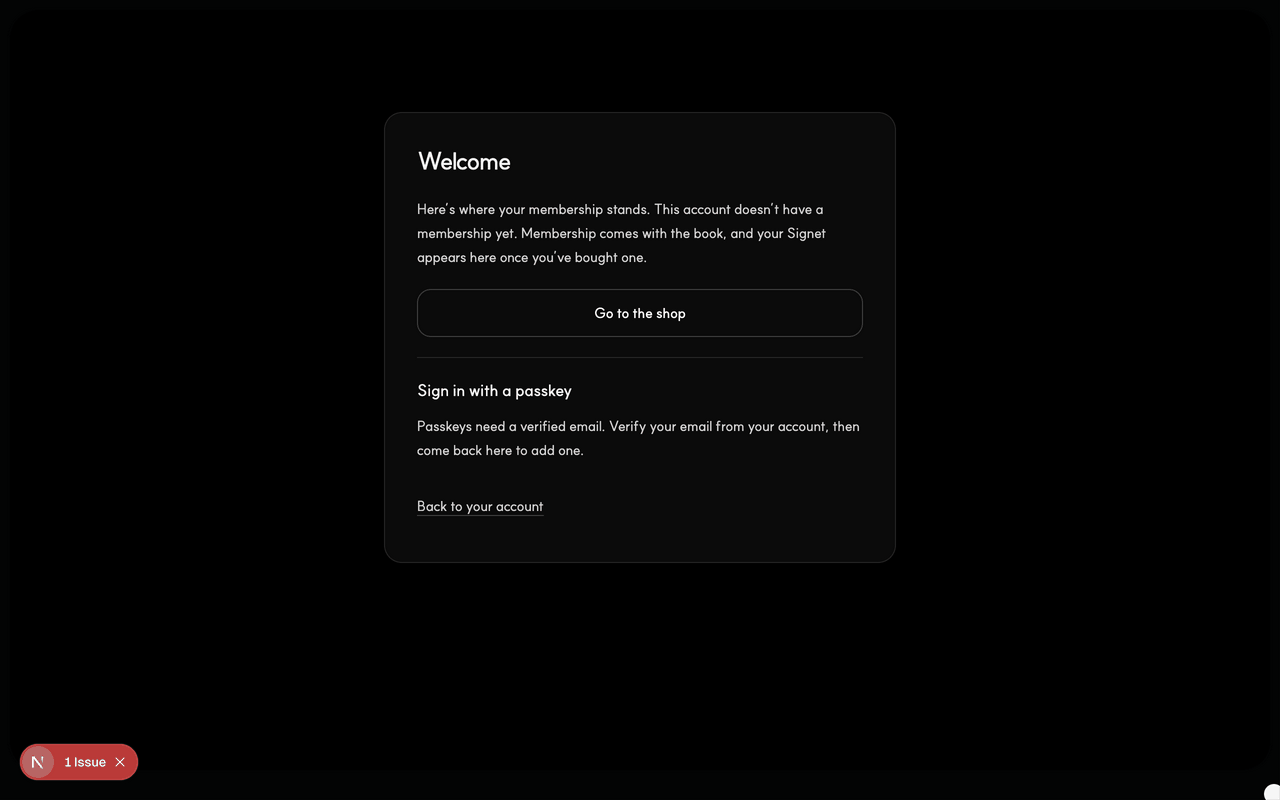 Welcome
Here's where your membership stands. This account doesn't have a
membership yet. Membership comes with the book, and your Signet
appears here once you've bought one.
Go to the shop
Sign in with a passkey
Passkeys need a verified email. Verify your email from your account, then
come back here to add one.
Back to your account
N 1 Issue